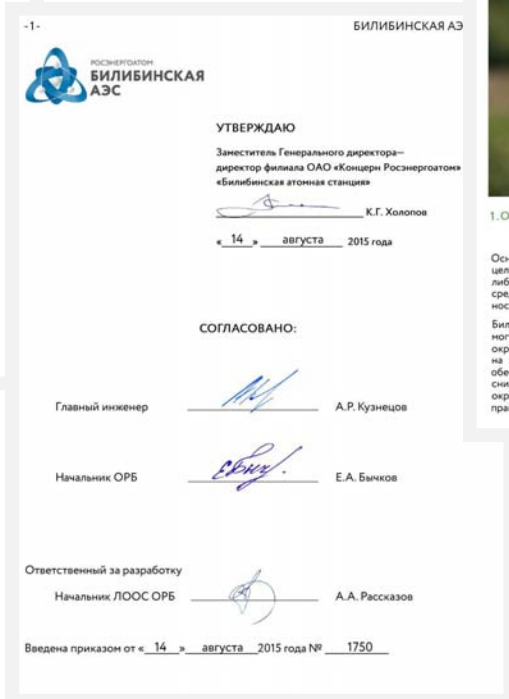 -1-
БИЛИБИНСКАЯ АЭ
РОСЭНЕРГОАТОМ
БИЛИБИНСКАЯ
АЭС
УТВЕРЖДАЮ
Заместитель Генерального директора—
директор филиала ОАО «Концерн Росэнергоатом»
«Билибинская атомная станция»
К.Г. Холопов
« 14 » августа 2015 года
СОГЛАСОВАНО:
Главный инженер А.Р. Кузнецов
Начальник ОРБ Е.А. Бычков
Ответственный за разработку
Начальник ЛООС ОРБ А.А. Рассказов
Введена приказом от « 14 » августа 2015 года № 1750
1.О